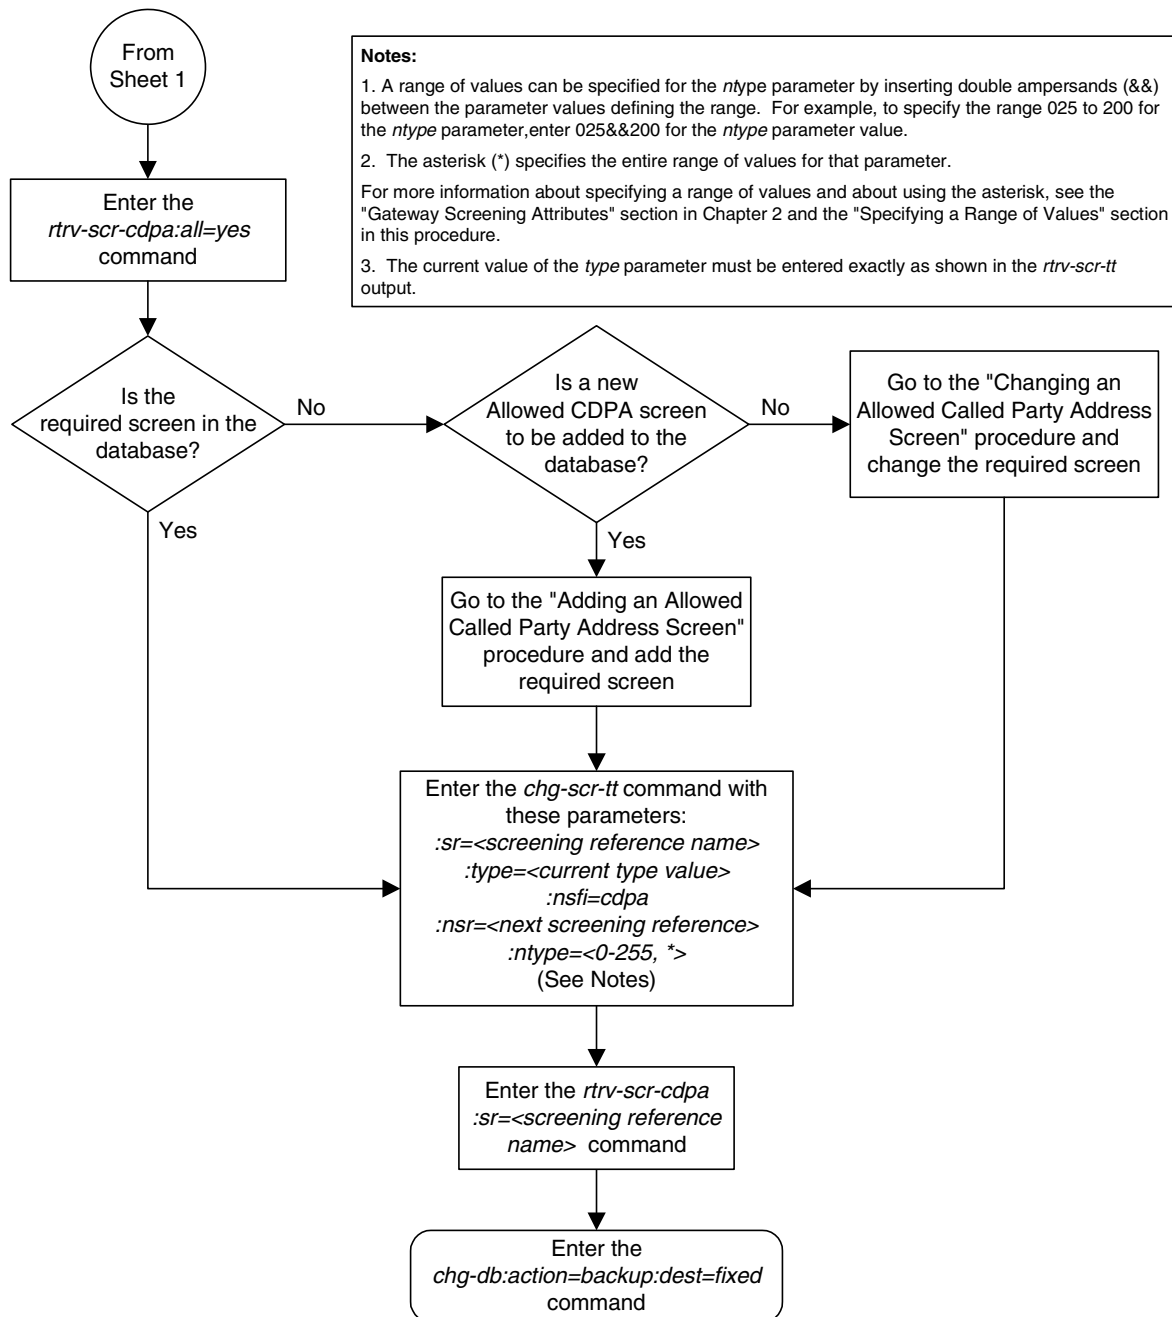 From
Sheet 1
Notes:
1. A range of values can be specified for the ntype parameter by inserting double ampersands (&&)
between the parameter values defining the range. For example, to specify the range 025 to 200 for
the ntype parameter,enter 025&&200 for the ntype parameter value.
2. The asterisk (*) specifies the entire range of values for that parameter.
For more information about specifying a range of values and about using the asterisk, see the
"Gateway Screening Attributes" section in Chapter 2 and the "Specifying a Range of Values" section
in this procedure.
3. The current value of the type parameter must be entered exactly as shown in the rtrv-scr-tt
output.
Enter the
rtrv-scr-cdpa:all=yes
command
Is the
required screen in the
database?
No
Yes
Is a new
Allowed CDPA screen
to be added to the
database?
No
Yes
Go to the "Changing an
Allowed Called Party Address
Screen" procedure and
change the required screen
Go to the "Adding an Allowed
Called Party Address Screen"
procedure and add the
required screen
Enter the chg-scr-tt command with
these parameters:
:sr=<screening reference name>
:type=<current type value>
:nsfi=cdpa
:nsr=<next screening reference>
:ntype=<0-255, *>
(See Notes)
Enter the rtrv-scr-cdpa
:sr=<screening reference
name> command
Enter the
chg-db:action=backup:dest=fixed
command